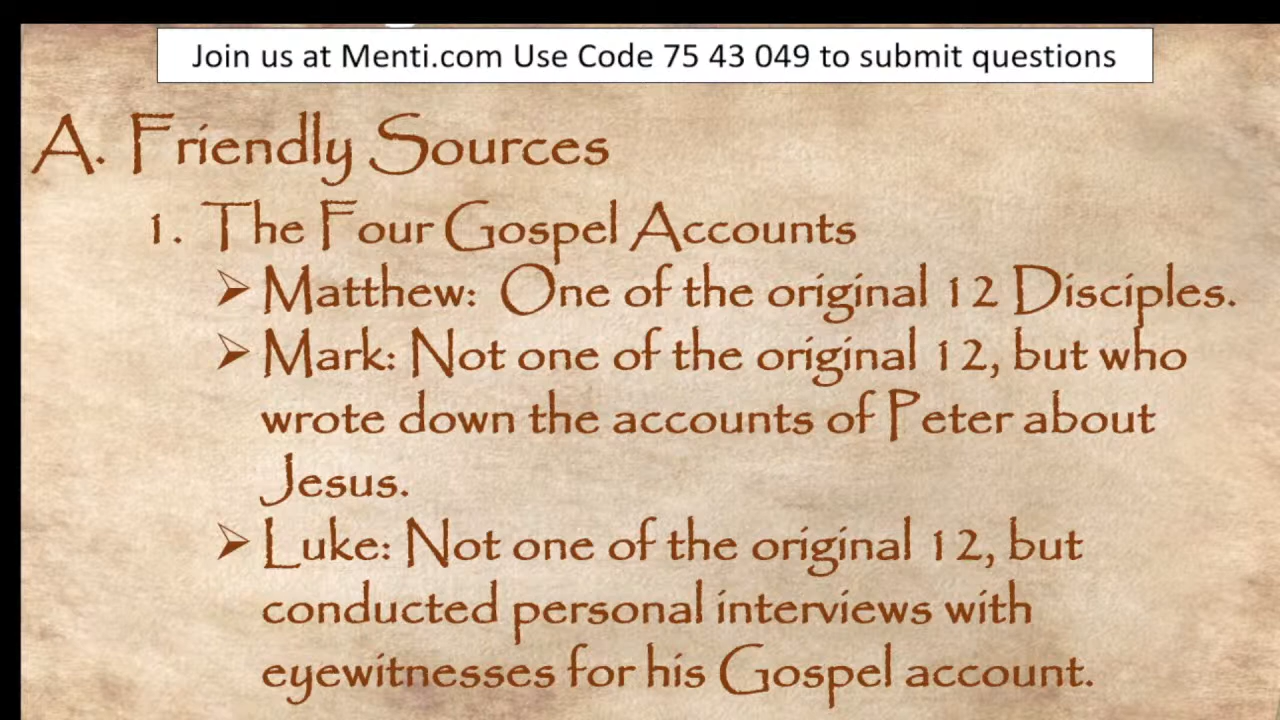 Join us at Menti.com Use Code 75 43 049 to submit questions
A. Friendly Sources
1. The Four Gospel Accounts
➢ Matthew: One of the original 12 Disciples.
➢ Mark: Not one of the original 12, but who
wrote down the accounts of Peter about
Jesus.
➢ Luke: Not one of the original 12, but
conducted personal interviews with
eyewitnesses for his Gospel account.